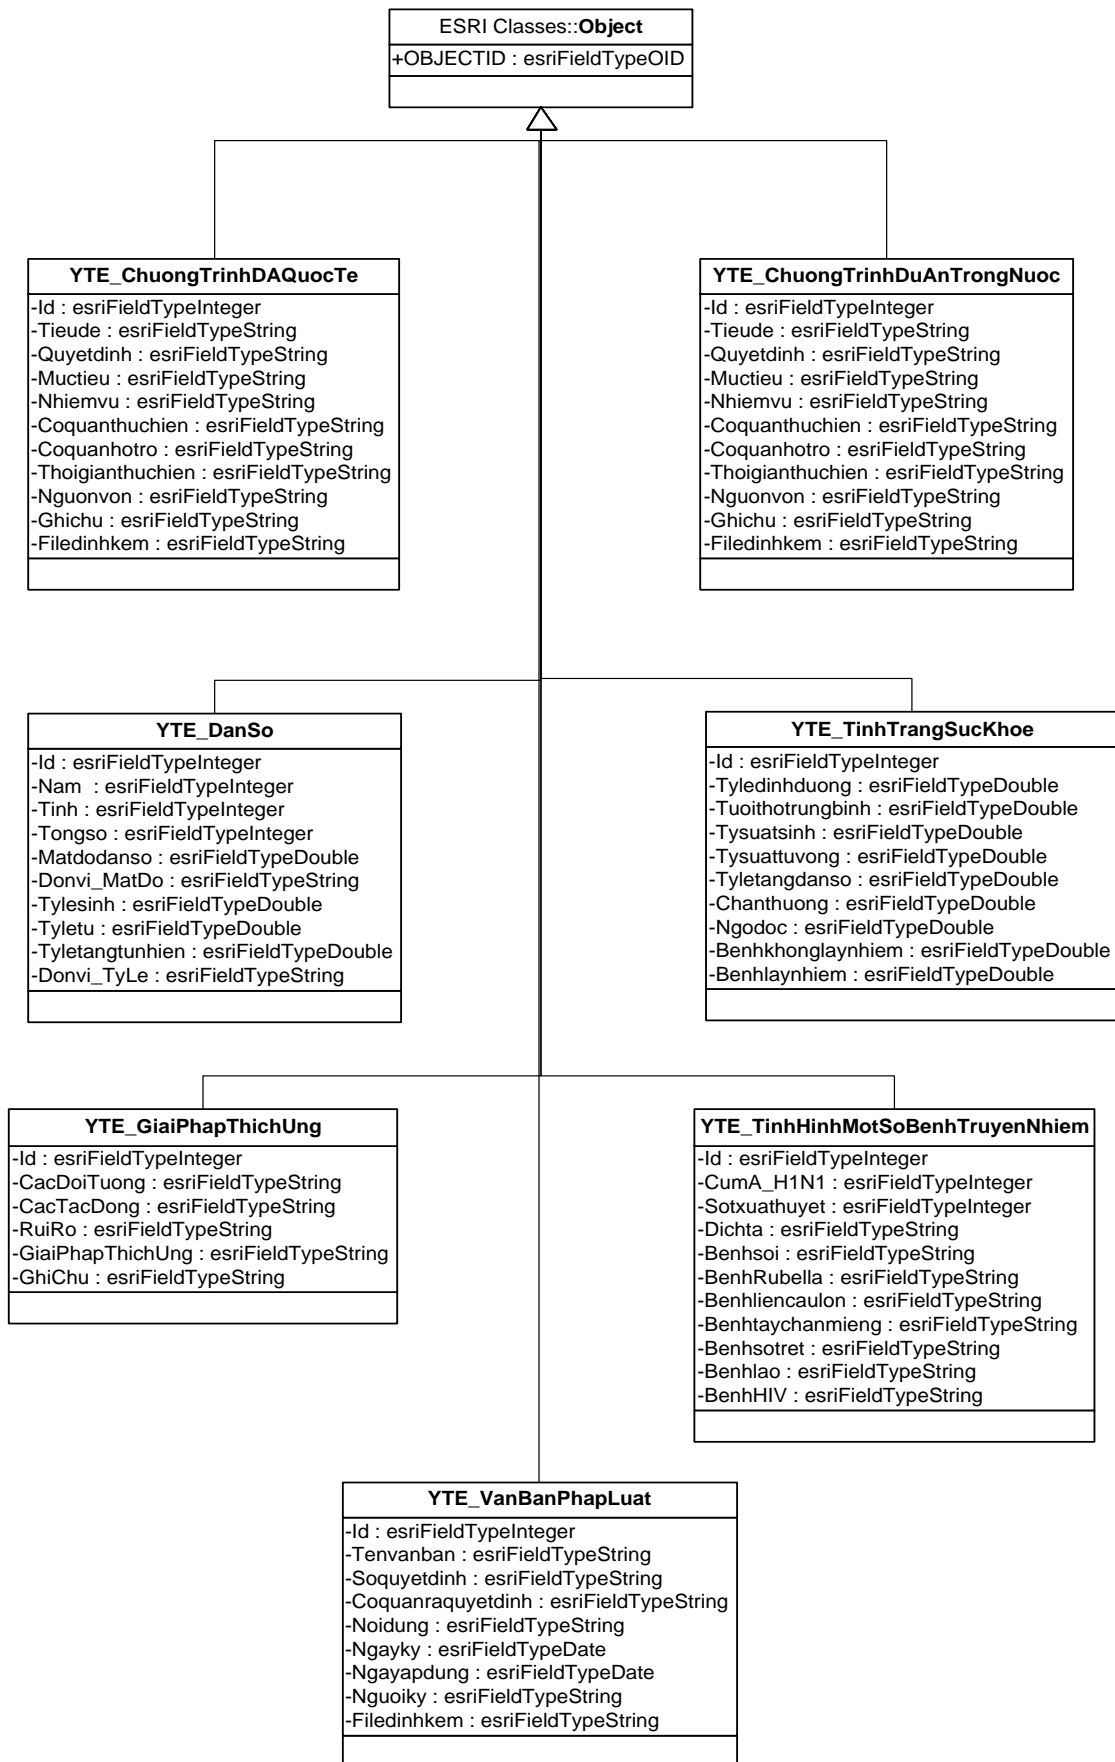 ESRI Classes::Object
+OBJECTID : esriFieldTypeOID
YTE_ChuongTrinhDAQuocTe
-Id : esriFieldTypeInteger
-Tieude : esriFieldTypeString
-Quyetdinh : esriFieldTypeString
-Muctieu : esriFieldTypeString
-Nhiemvu : esriFieldTypeString
-Coquanthuchien : esriFieldTypeString
-Coquanhotro : esriFieldTypeString
-Thoigianthuchien : esriFieldTypeString
-Nguonvon : esriFieldTypeString
-Ghichu : esriFieldTypeString
-Filedinhkem : esriFieldTypeString
YTE_ChuongTrinhDuAnTrongNuoc
-Id : esriFieldTypeInteger
-Tieude : esriFieldTypeString
-Quyetdinh : esriFieldTypeString
-Muctieu : esriFieldTypeString
-Nhiemvu : esriFieldTypeString
-Coquanthuchien : esriFieldTypeString
-Coquanhotro : esriFieldTypeString
-Thoigianthuchien : esriFieldTypeString
-Nguonvon : esriFieldTypeString
-Ghichu : esriFieldTypeString
-Filedinhkem : esriFieldTypeString
YTE_DanSo
-Id : esriFieldTypeInteger
-Nam : esriFieldTypeInteger
-Tinh : esriFieldTypeInteger
-Tongso : esriFieldTypeInteger
-Matdodanso : esriFieldTypeDouble
-Donvi_MatDo : esriFieldTypeString
-Tylesinh : esriFieldTypeDouble
-Tyletu : esriFieldTypeDouble
-Tyletangtunhien : esriFieldTypeDouble
-Donvi_TyLe : esriFieldTypeString
YTE_TinhTrangSucKhoe
-Id : esriFieldTypeInteger
-Tyledinhduong : esriFieldTypeDouble
-Tuoithotrungbinh : esriFieldTypeDouble
-Tysuatsinh : esriFieldTypeDouble
-Tysuattuvong : esriFieldTypeDouble
-Tyletangdanso : esriFieldTypeDouble
-Chanthuong : esriFieldTypeDouble
-Ngodoc : esriFieldTypeDouble
-Benhkhonglaynhiem : esriFieldTypeDouble
-Benhlaynhiem : esriFieldTypeDouble
YTE_GiaiPhapThichUng
-Id : esriFieldTypeInteger
-CacDoiTuong : esriFieldTypeString
-CacTacDong : esriFieldTypeString
-RuiRo : esriFieldTypeString
-GiaiPhapThichUng : esriFieldTypeString
-GhiChu : esriFieldTypeString
YTE_TinhHinhMotSoBenhTruyenNhiem
-Id : esriFieldTypeInteger
-CumA_H1N1 : esriFieldTypeInteger
-Sotxuathuyet : esriFieldTypeInteger
-Dichta : esriFieldTypeString
-Benhsoi : esriFieldTypeString
-BenhRubella : esriFieldTypeString
-Benhliencaulon : esriFieldTypeString
-Benhtaychanmieng : esriFieldTypeString
-Benhsotret : esriFieldTypeString
-Benhlao : esriFieldTypeString
-BenhHIV : esriFieldTypeString
YTE_VanBanPhapLuat
-Id : esriFieldTypeInteger
-Tenvanban : esriFieldTypeString
-Soquyetdinh : esriFieldTypeString
-Coquanraquyetdinh : esriFieldTypeString
-Noidung : esriFieldTypeString
-Ngayky : esriFieldTypeDate
-Ngayapdung : esriFieldTypeDate
-Nguoiky : esriFieldTypeString
-Filedinhkem : esriFieldTypeString